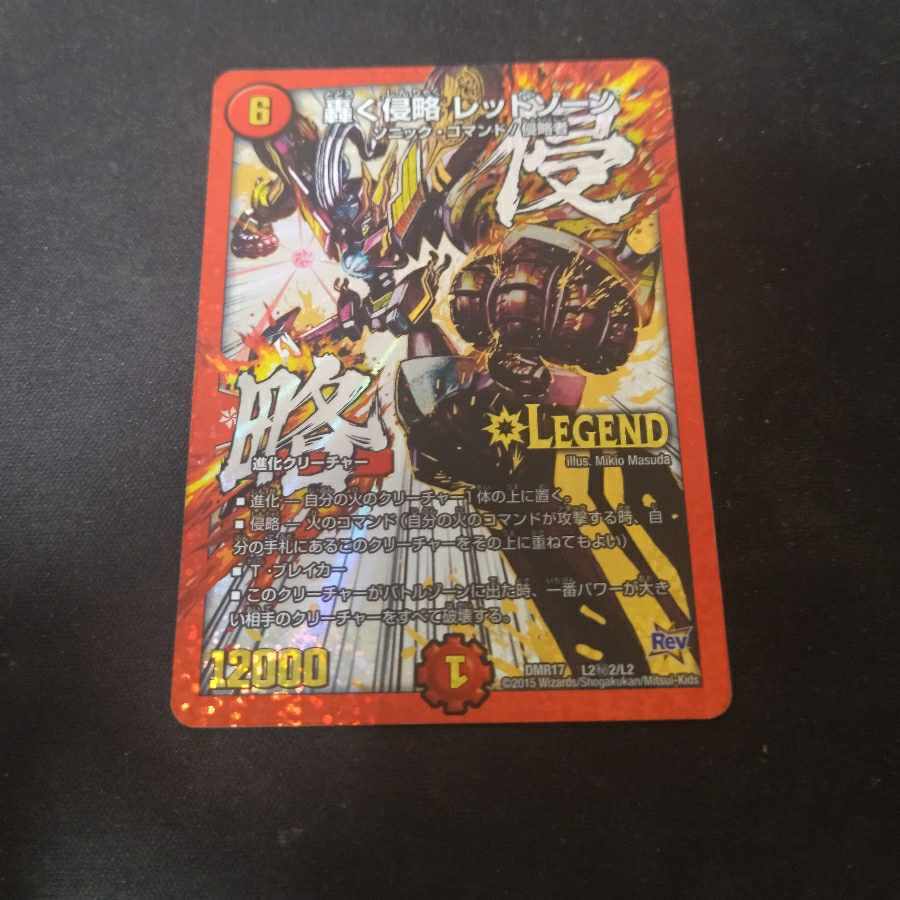 6
轟く侵略 レッドゾーン
ソニック・コマンド/侵略者
侵
略
LEGEND
illus. Mikio Masuda
進化クリーチャー
■ 進化 ― 自分の火のクリーチャー1体の上に置く。
■ 侵略 ― 火のコマンド(自分の火のコマンドが攻撃する時、自
分の手札にあるこのクリーチャーをその上に重ねてもよい)
■ T・ブレイカー
■ このクリーチャーがバトルゾーンに出た時、一番パワーが大き
い相手のクリーチャーをすべて破壊する。
Rev
12000
1
DMR17 L2 2/L2
©2015 Wizards/Shogakukan/Mitsui-Kids